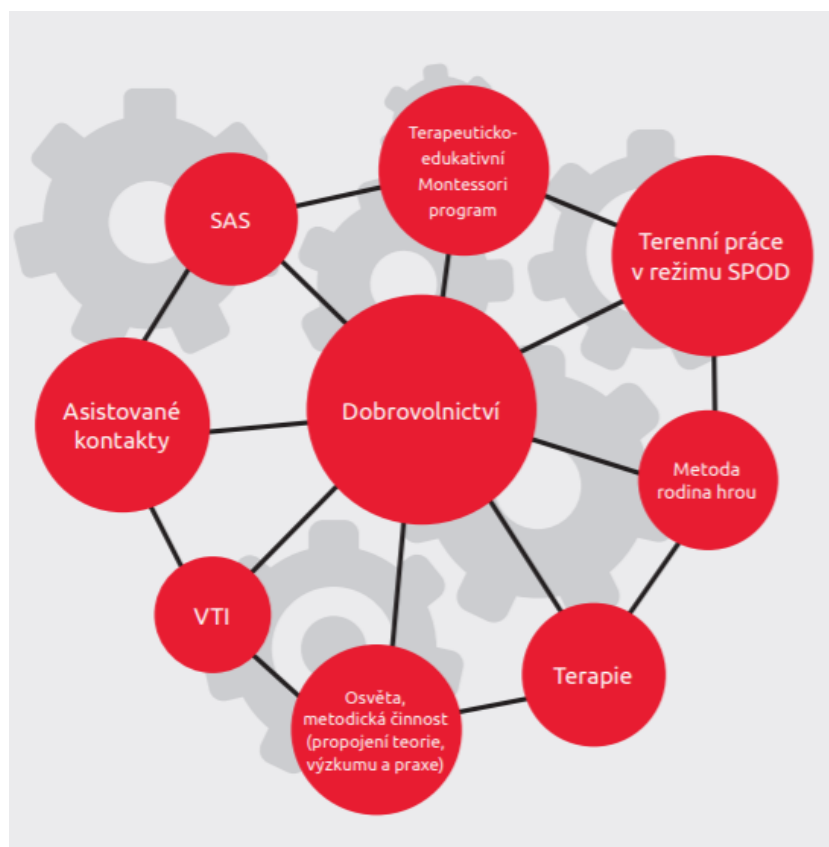 Terapeuticko-
edukativní
Montessori
program
SAS
Terenní práce
v režimu SPOD
Asistované
kontakty
Dobrovolnictví
Metoda
rodina hrou
VTI
Terapie
Osvěta,
metodická činnost
(propojení teorie,
výzkumu a praxe)